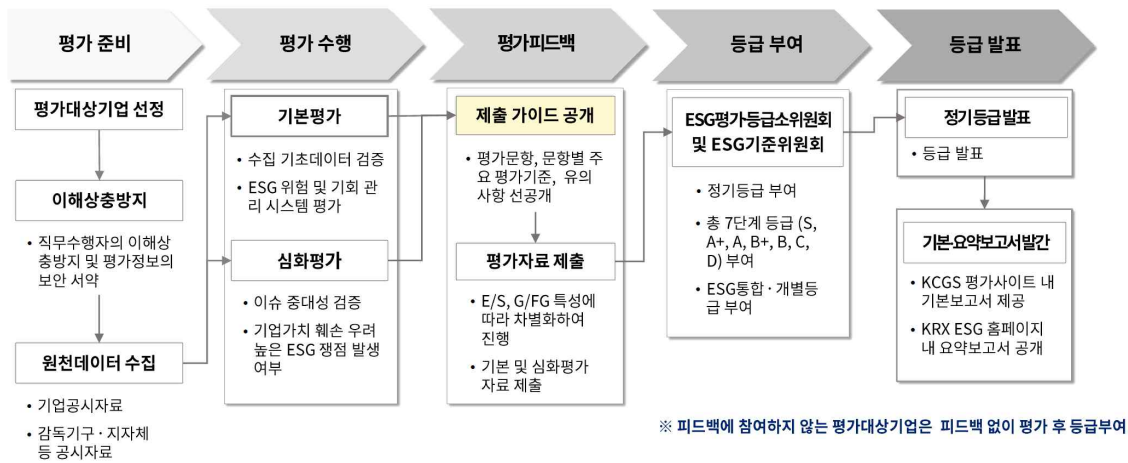 평가 준비
평가 수행
평가피드백
등급 부여
등급 발표
평가대상기업 선정
이해상충방지
• 직무수행자의 이해상
충방지 및 평가정보의
보안 서약
원천데이터 수집
• 기업공시자료
• 감독기구 · 지자체
등 공시자료
기본평가
• 수집 기초데이터 검증
• ESG 위험 및 기회 관
리 시스템 평가
심화평가
• 이슈 중대성 검증
• 기업가치 훼손 우려
높은 ESG 쟁점 발생
여부
제출 가이드 공개
• 평가문항, 문항별 주
요 평가기준, 유의
사항 선공개
평가자료 제출
• E/S, G/FG 특성에
따라 차별화하여
진행
• 기본 및 심화평가
자료 제출
ESG평가·등급소위원회
및 ESG기준위원회
• 정기등급 부여
• 총 7단계 등급 (S,
A+, A, B+, B, C,
D) 부여
• ESG통합 · 개별등
급 부여
정기등급발표
• 등급 발표
기본·요약보고서발간
• KCGS 평가사이트 내
기본보고서 제공
• KRX ESG 홈페이지
내 요약보고서 공개
※ 피드백에 참여하지 않는 평가대상기업은 피드백 없이 평가 후 등급부여